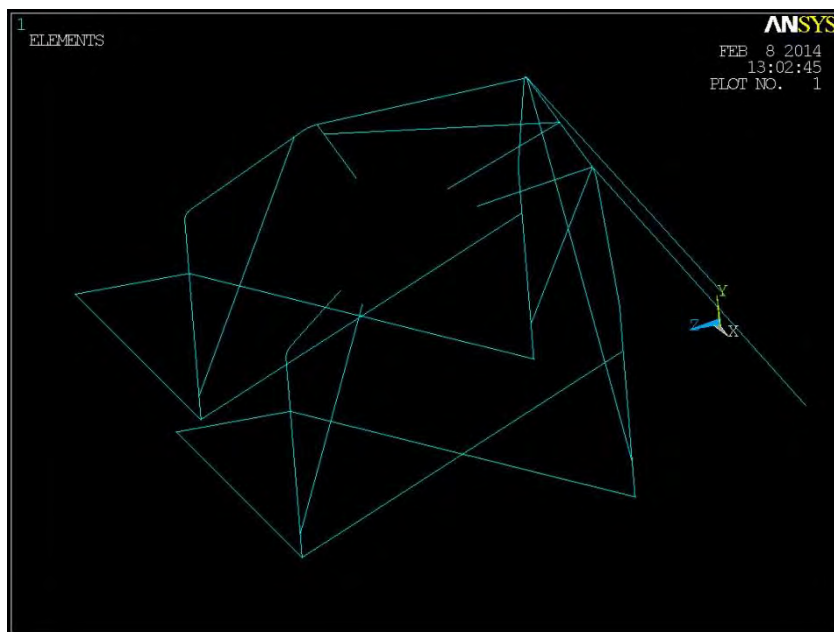 1
ELEMENTS
ANSYS
FEB 8 2014
13:02:45
PLOT NO. 1
Y
Z
X